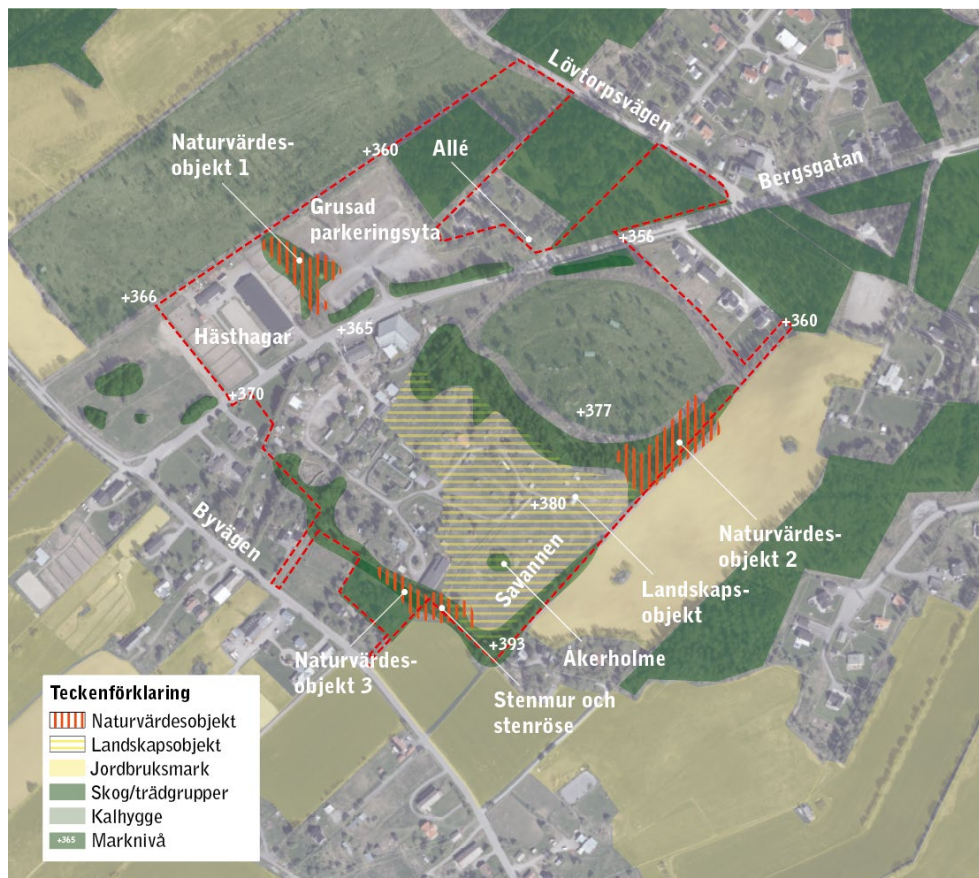 Lövtorpsvägen
Naturvärdes-
objekt 1
+360
Allé
Bergsgatan
Grusad
parkeringsyta
+356
+366
Hästhagar
+365
+360
+370
+377
+380
Byvägen
Savannen
Naturvärdes-
objekt 2
Landskaps-
objekt
+393
Åkerholme
Naturvärdes-
objekt 3
Stenmur och
stenröse
Teckenförklaring
Naturvärdesobjekt
Landskapsobjekt
Jordbruksmark
Skog/trädgrupper
Kalhygge
+365 Marknivå